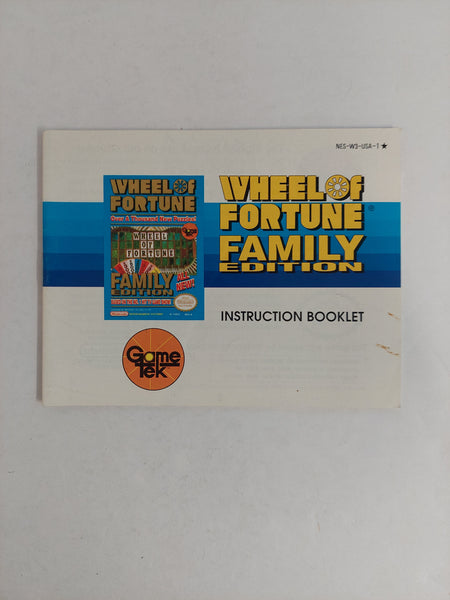 NES-W3-USA-1 ★
WHEEL OF
FORTUNE
Over A Thousand New Puzzles!
WHEEL
OF
FORTUNE
ALL
NEW!
FAMILY
EDITION
WHEEL OF
FORTUNE ®
FAMILY
EDITION
INSTRUCTION BOOKLET
Game
Tek